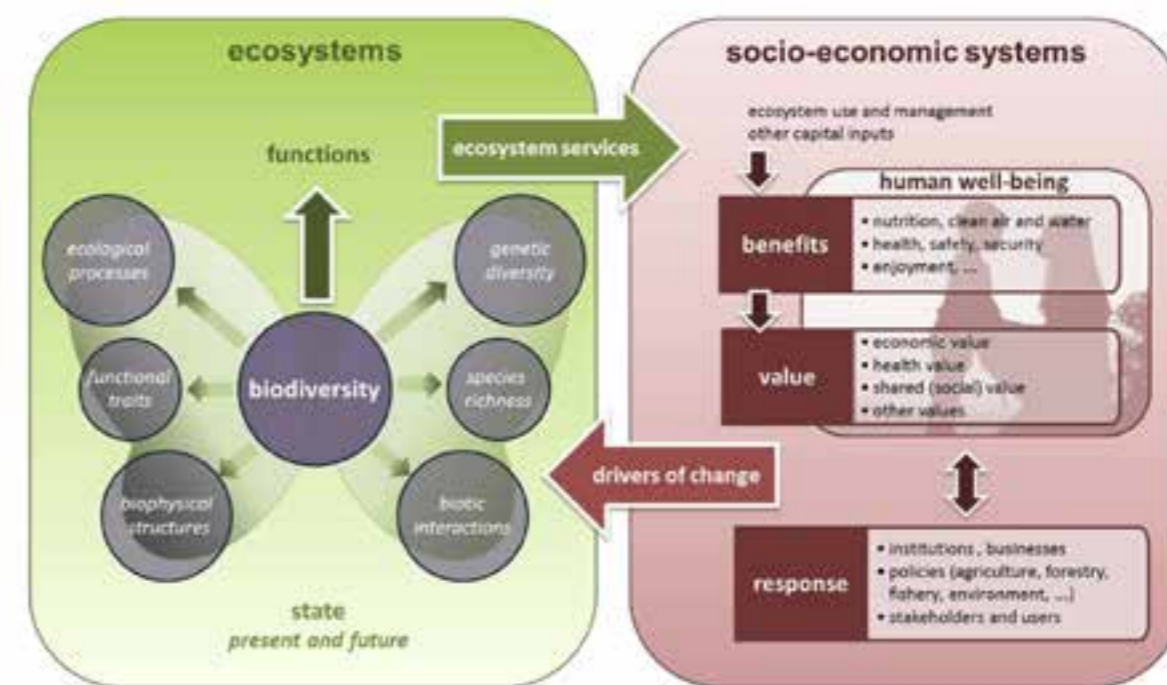 ecosystems
functions
ecosystem services
ecological
processes
genetic
diversity
functional
traits
biodiversity
species
richness
biophysical
structures
biotic
interactions
state
present and future
drivers of change
socio-economic systems
ecosystem use and management
other capital inputs
human well-being
benefits
• nutrition, clean air and water
• health, safety, security
• enjoyment, ...
value
• economic value
• health value
• shared (social) value
• other values
response
• institutions , businesses
• policies (agriculture, forestry,
fishery, environment, ...)
• stakeholders and users